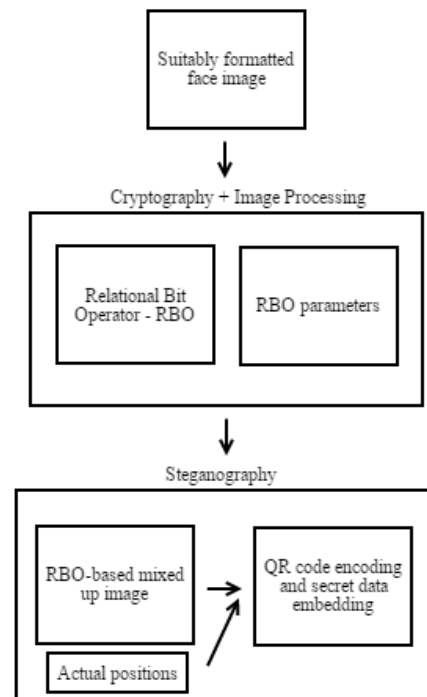 Suitably formatted
face image
Cryptography + Image Processing
Relational Bit
Operator - RBO
RBO parameters
Steganography
RBO-based mixed
up image
QR code encoding
and secret data
embedding
Actual positions